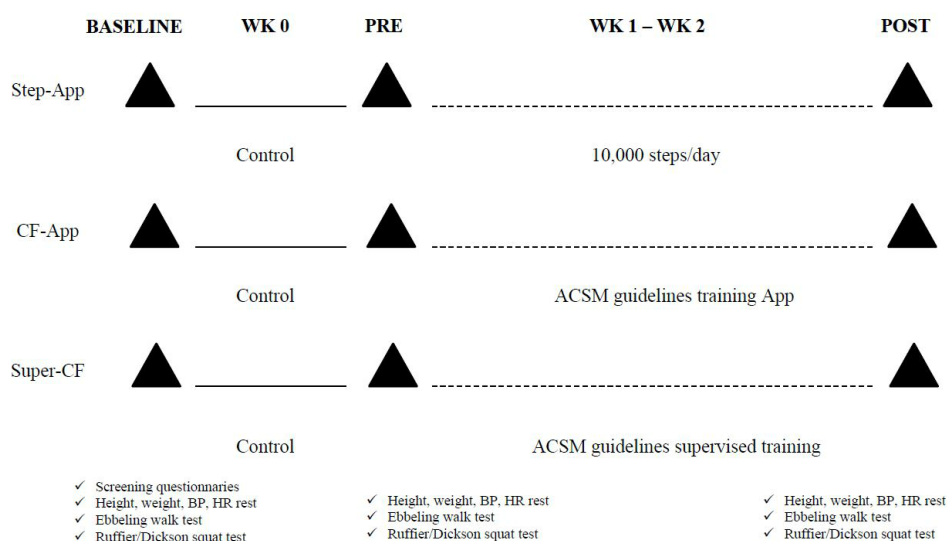 BASELINE WK 0 PRE WK 1 – WK 2 POST
Step-App
Control 10,000 steps/day
CF-App
Control ACSM guidelines training App
Super-CF
Control ACSM guidelines supervised training
✓ Screening questionnaries
✓ Height, weight, BP, HR rest
✓ Ebbeling walk test
✓ Ruffier/Dickson squat test
✓ Height, weight, BP, HR rest
✓ Ebbeling walk test
✓ Ruffier/Dickson squat test
✓ Height, weight, BP, HR rest
✓ Ebbeling walk test
✓ Ruffier/Dickson squat test